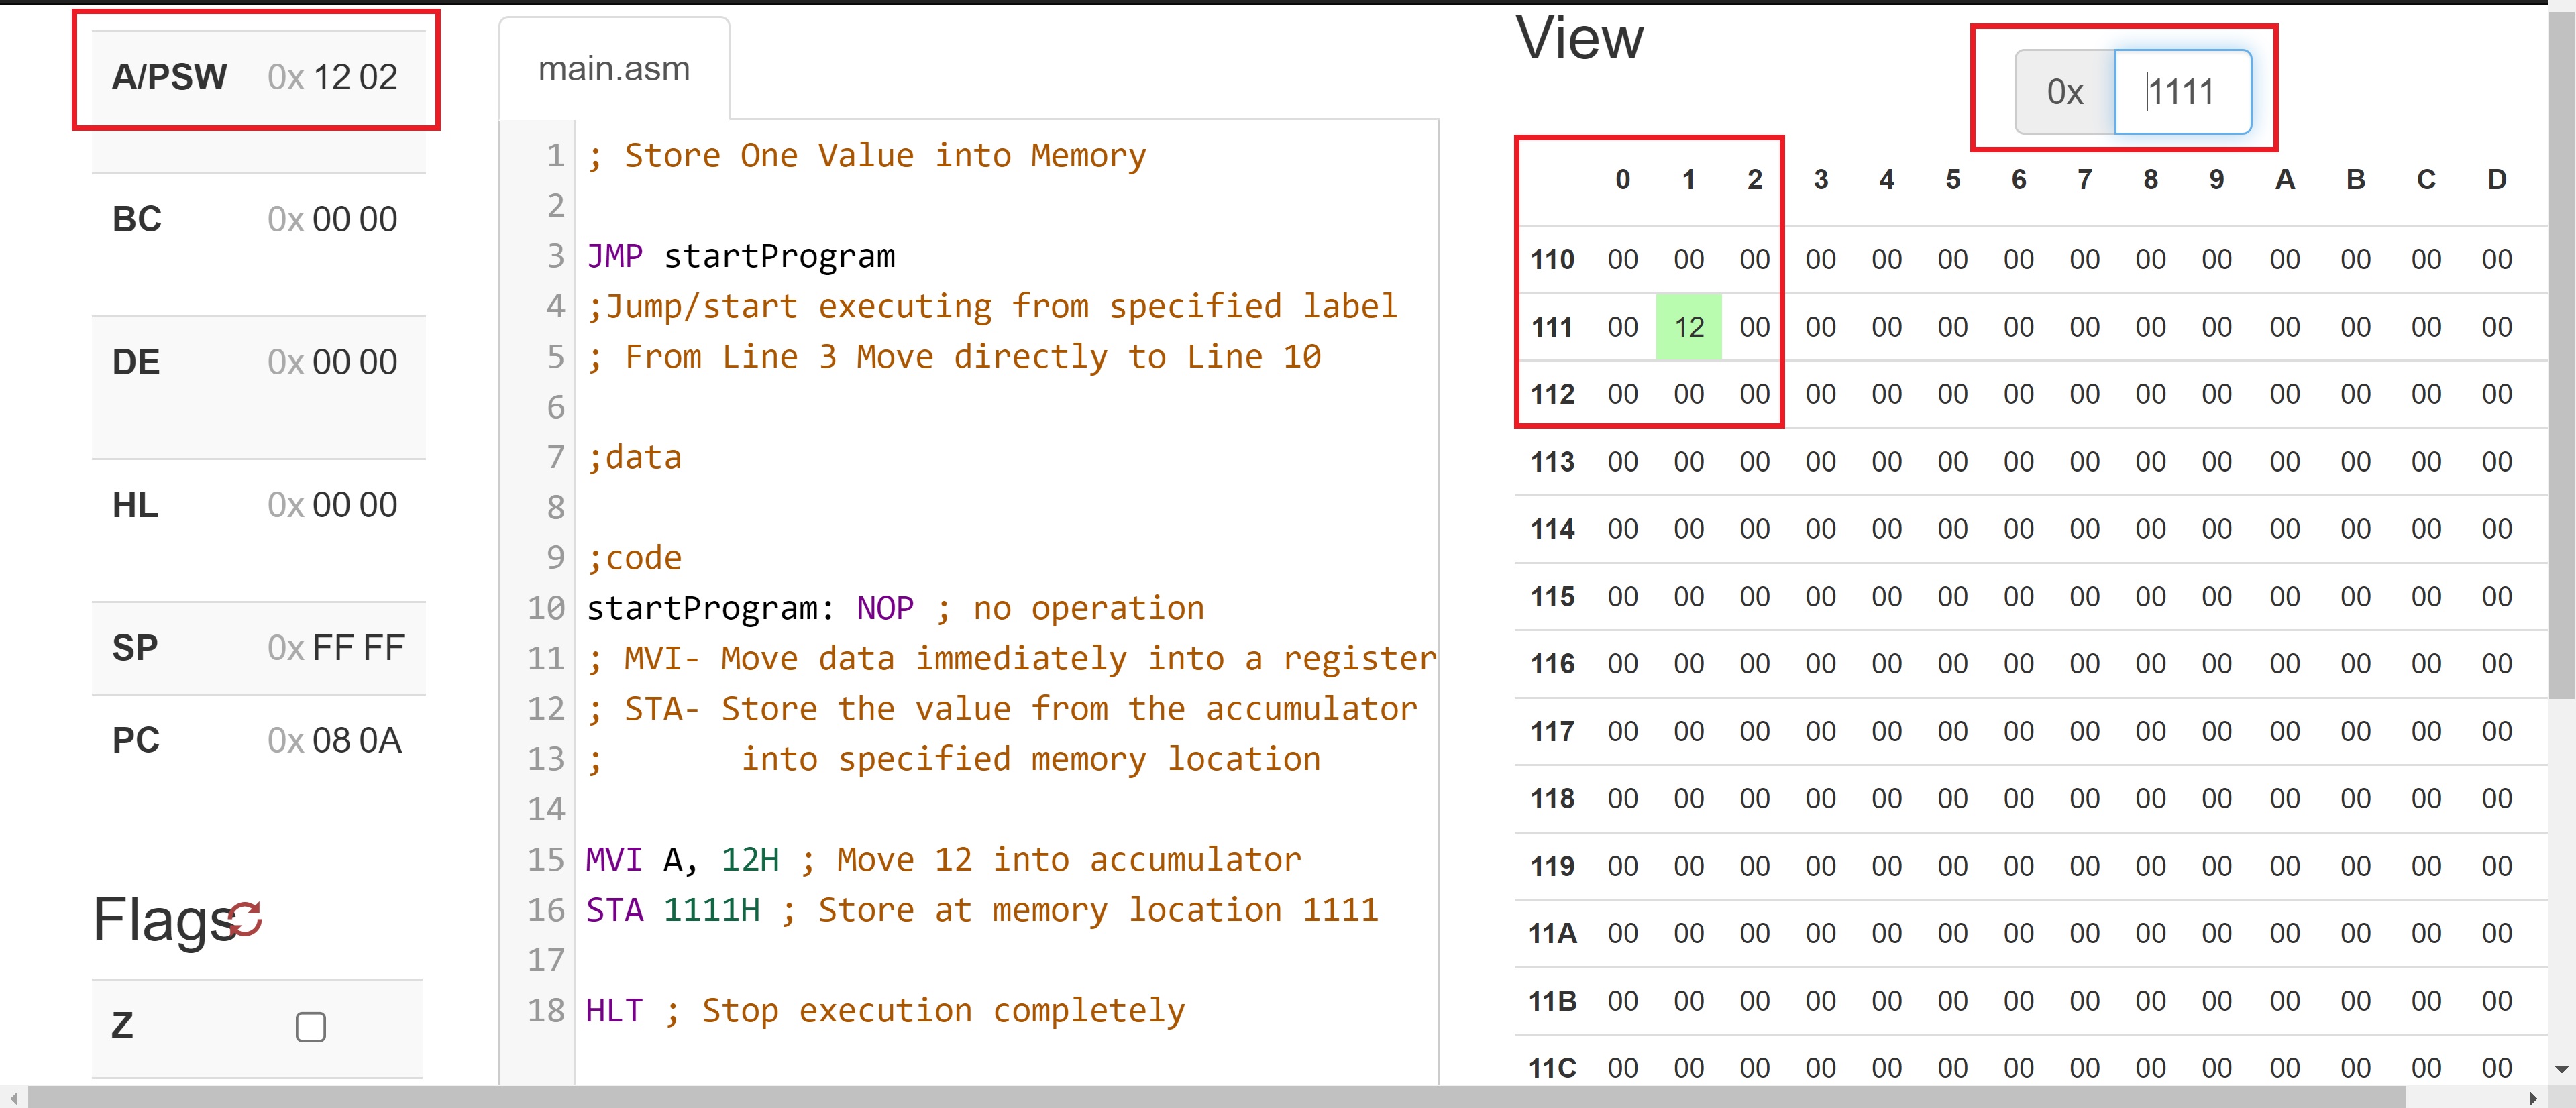 A/PSW 0x 12 02
BC 0x 00 00
DE 0x 00 00
HL 0x 00 00
SP 0x FF FF
PC 0x 08 0A
Flags
Z
main.asm
1 ; Store One Value into Memory
2
3 JMP startProgram
4 ;Jump/start executing from specified label
5 ; From Line 3 Move directly to Line 10
6
7 ;data
8
9 ;code
10 startProgram: NOP ; no operation
11 ; MVI- Move data immediately into a register
12 ; STA- Store the value from the accumulator
13 ;       into specified memory location
14
15 MVI A, 12H ; Move 12 into accumulator
16 STA 1111H ; Store at memory location 1111
17
18 HLT ; Stop execution completely
View
0x 1111
0 1 2 3 4 5 6 7 8 9 A B C D
110 00 00 00 00 00 00 00 00 00 00 00 00 00 00
111 00 12 00 00 00 00 00 00 00 00 00 00 00 00
112 00 00 00 00 00 00 00 00 00 00 00 00 00 00
113 00 00 00 00 00 00 00 00 00 00 00 00 00 00
114 00 00 00 00 00 00 00 00 00 00 00 00 00 00
115 00 00 00 00 00 00 00 00 00 00 00 00 00 00
116 00 00 00 00 00 00 00 00 00 00 00 00 00 00
117 00 00 00 00 00 00 00 00 00 00 00 00 00 00
118 00 00 00 00 00 00 00 00 00 00 00 00 00 00
119 00 00 00 00 00 00 00 00 00 00 00 00 00 00
11A 00 00 00 00 00 00 00 00 00 00 00 00 00 00
11B 00 00 00 00 00 00 00 00 00 00 00 00 00 00
11C 00 00 00 00 00 00 00 00 00 00 00 00 00 00